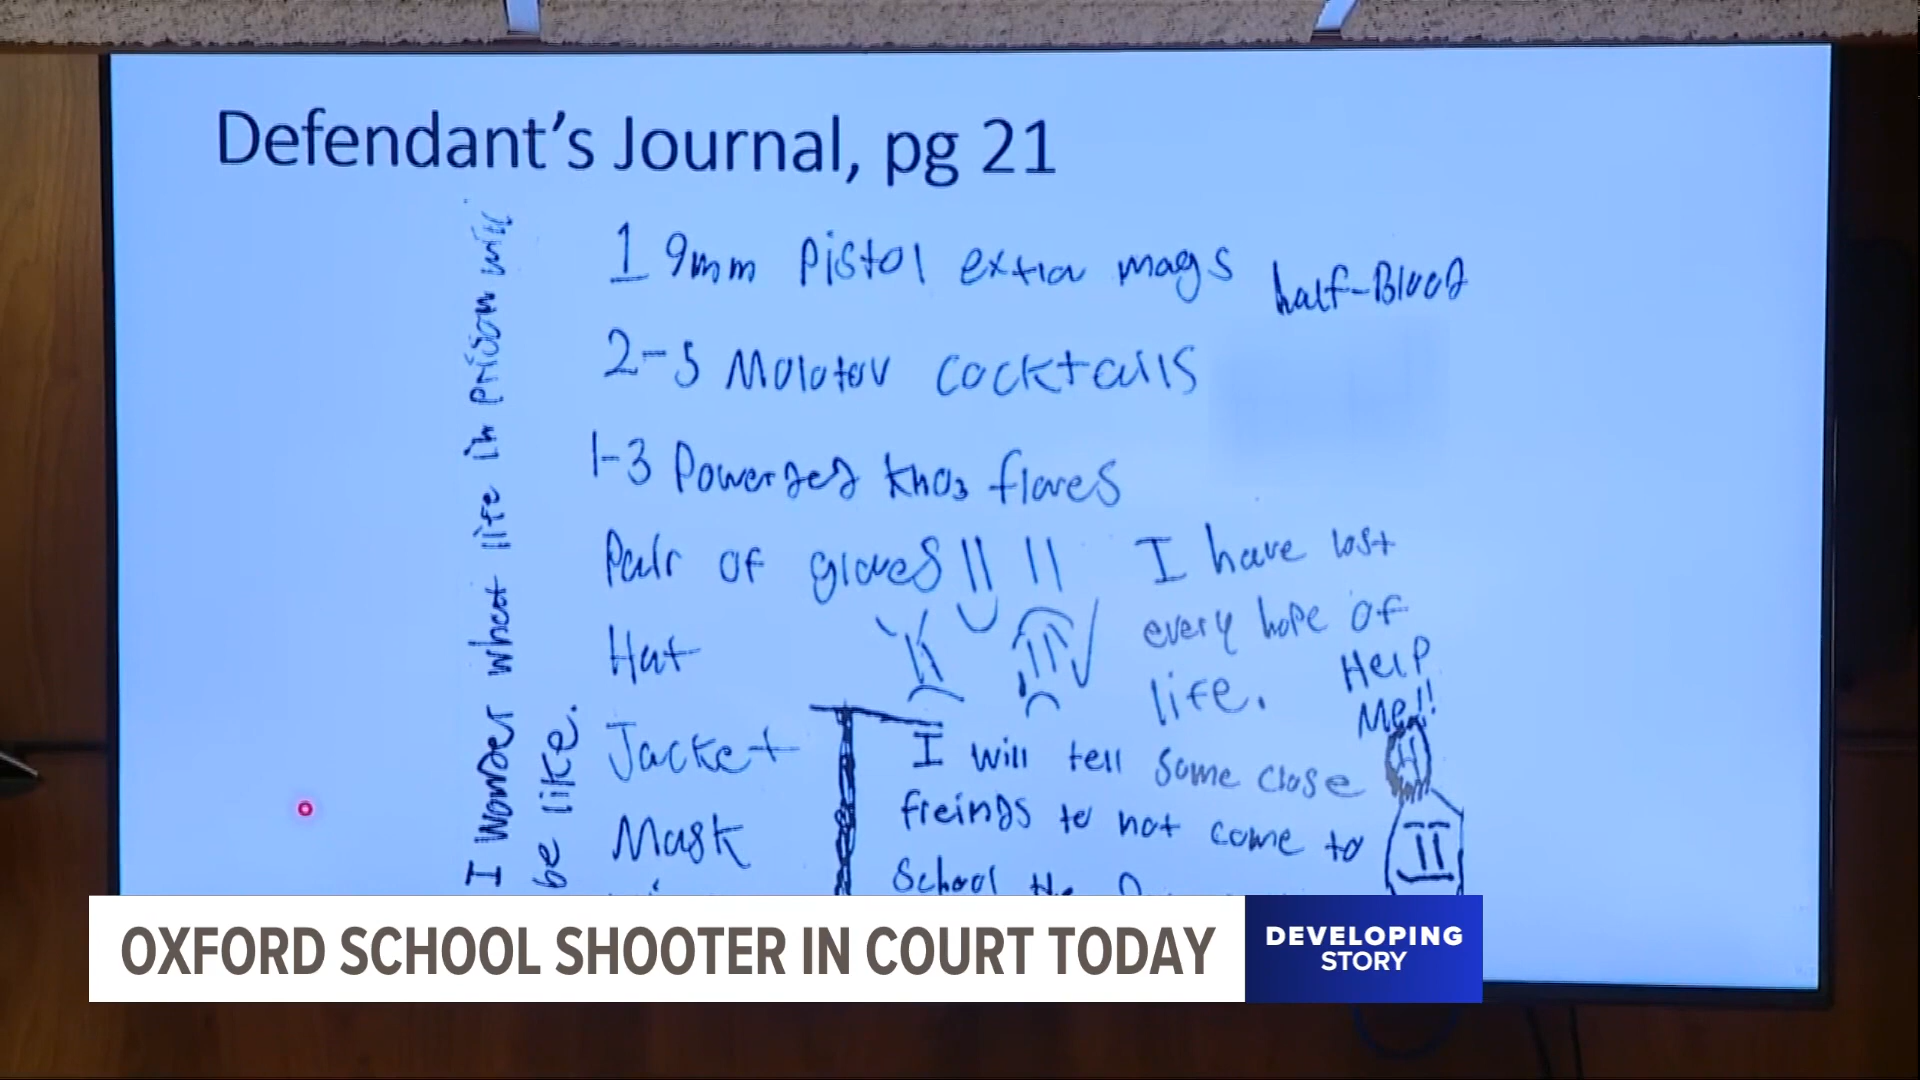 Defendant's Journal, pg 21
I wonder what life in prison will
be like.
1 9mm Pistol extra mags
half-Blood
2-5 Molotov cocktails
1-3 Powerded Kno3 flares
Pair of gloves
Hat
Jacket
Mask
I have lost
every hope of
life.
HelP
Me!!
I will tell some close
freinds to not come to
School the
OXFORD SCHOOL SHOOTER IN COURT TODAY
DEVELOPING
STORY